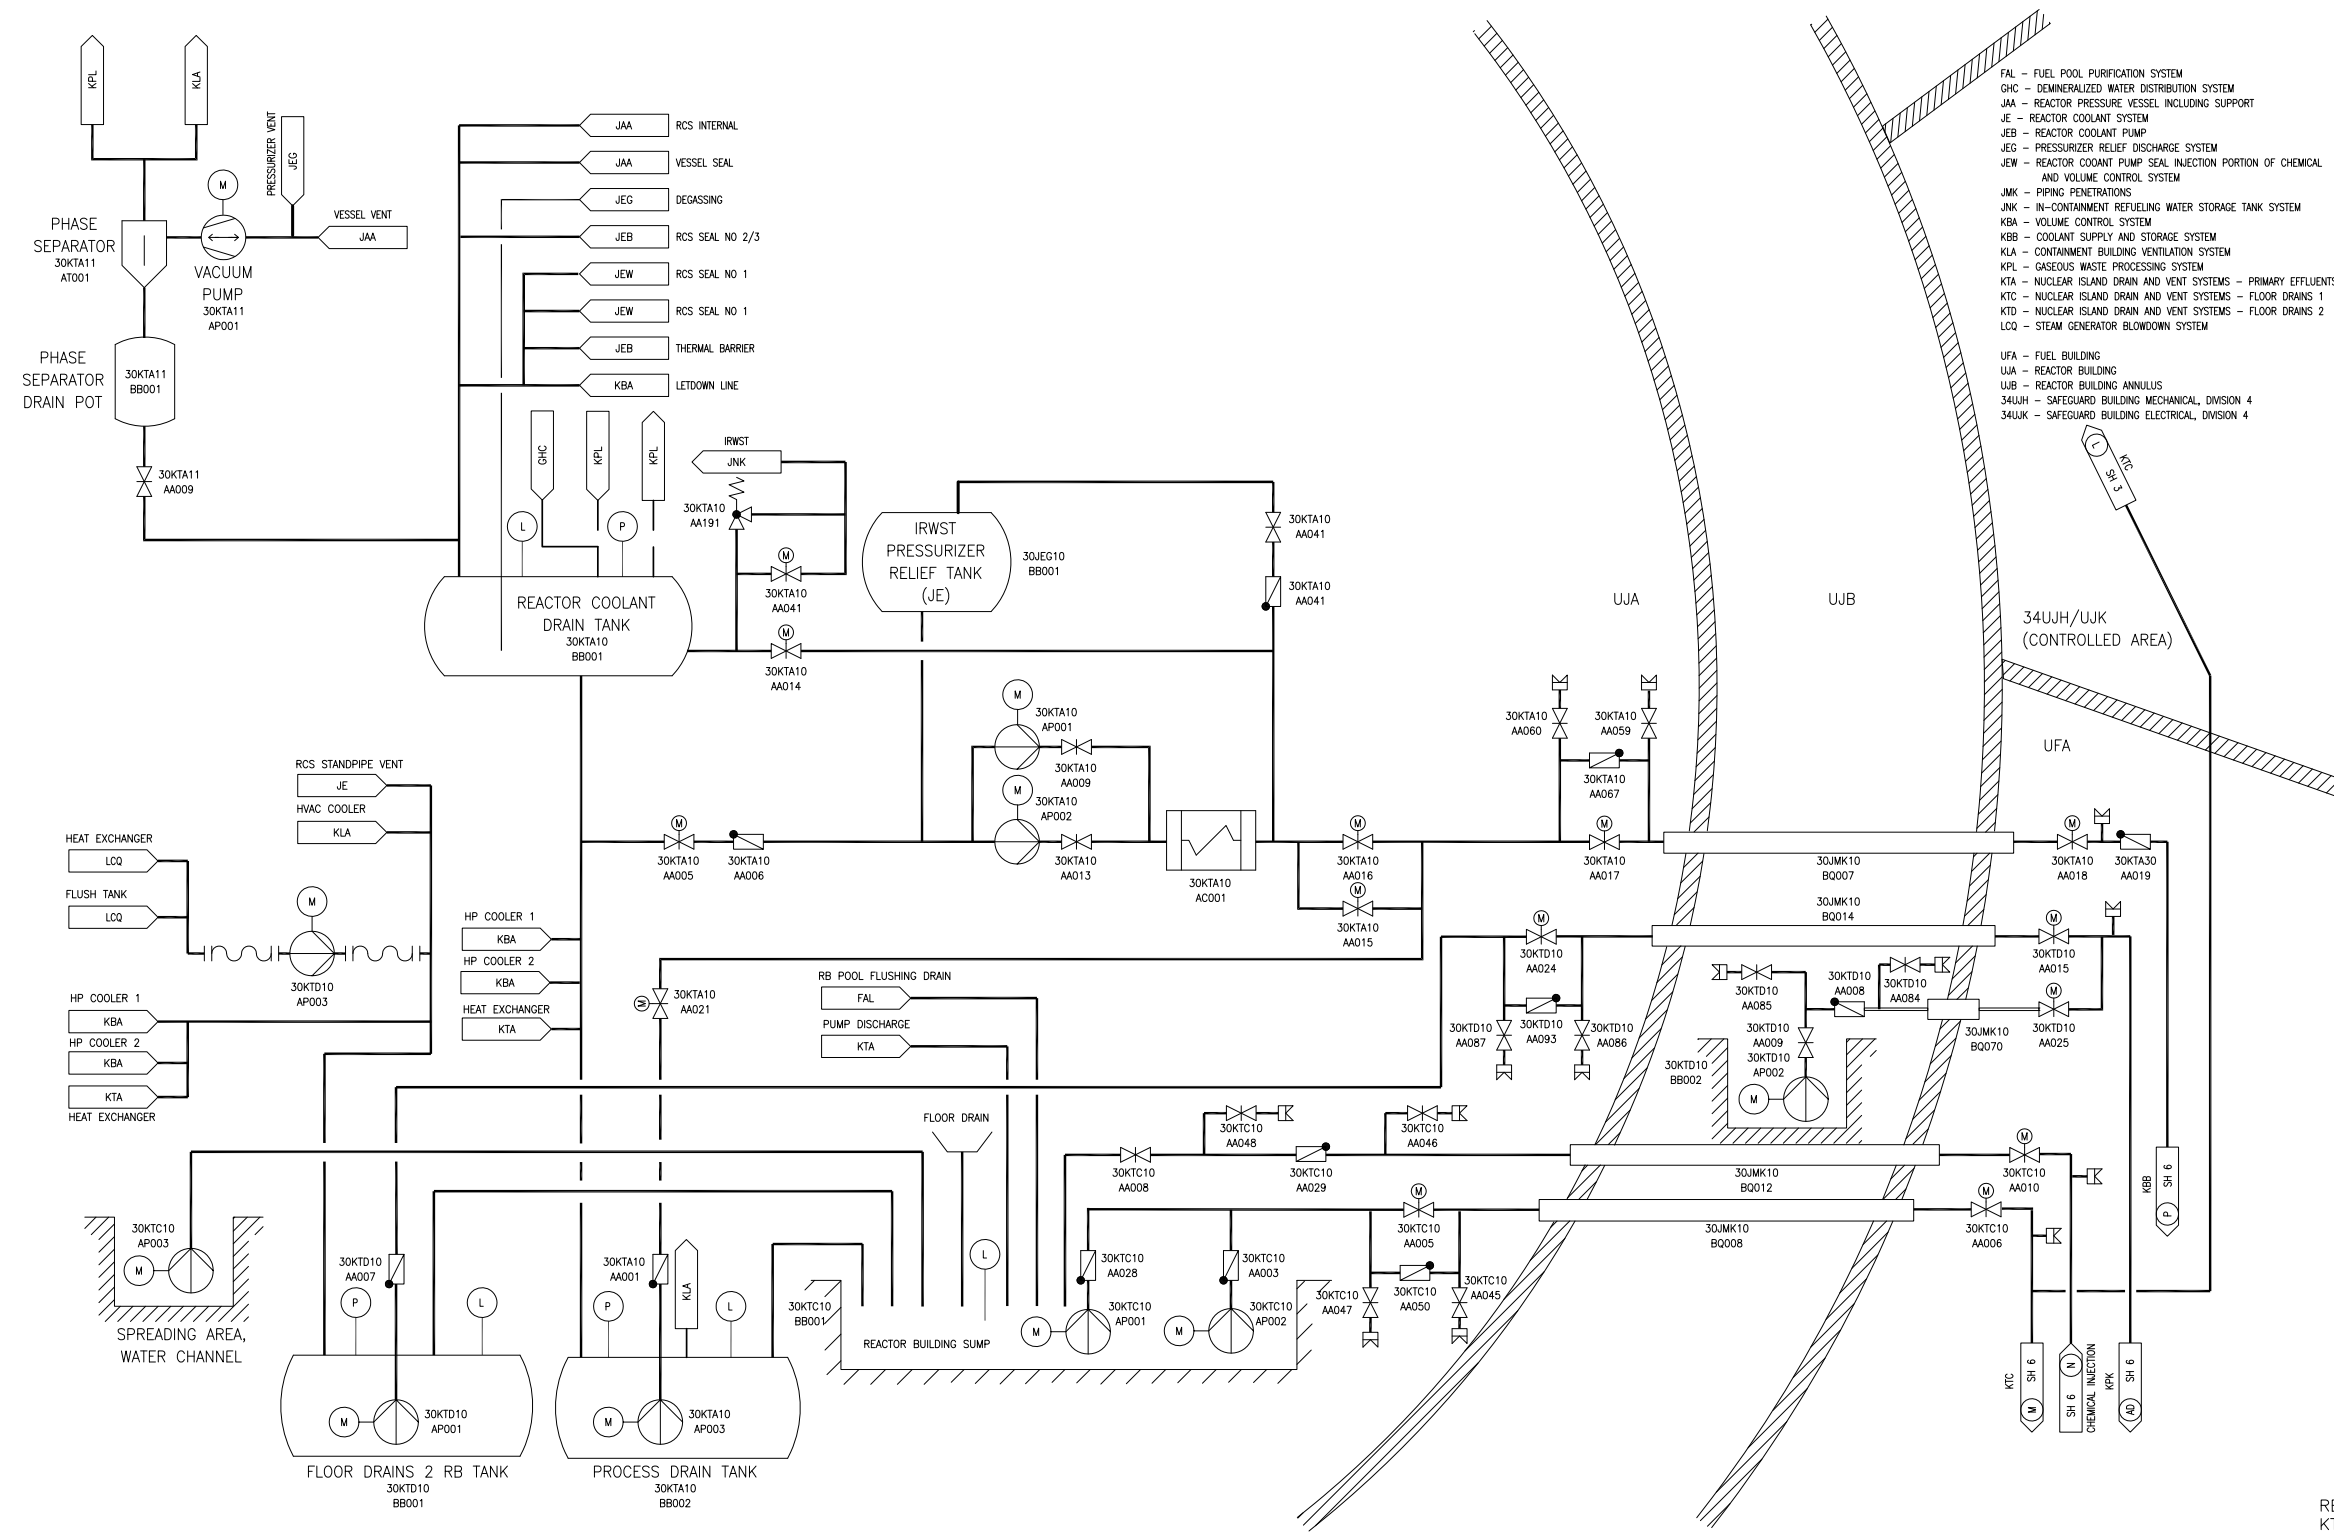 KPL
KLA
PRESSURIZER VENT
JEG
M
VESSEL VENT
JAA
PHASE
SEPARATOR
30KTA11
AT001
VACUUM
PUMP
30KTA11
AP001
PHASE
SEPARATOR
DRAIN POT
30KTA11
BB001
30KTA11
AA009
JAA
RCS INTERNAL
JAA
VESSEL SEAL
JEG
DEGASSING
JEB
RCS SEAL NO 2/3
JEW
RCS SEAL NO 1
JEW
RCS SEAL NO 1
JEB
THERMAL BARRIER
KBA
LETDOWN LINE
GHC
KPL
KPL
L
P
IRWST
JNK
30KTA10
AA191
M
30KTA10
AA041
M
30KTA10
AA014
REACTOR COOLANT
DRAIN TANK
30KTA10
BB001
IRWST
PRESSURIZER
RELIEF TANK
(JE)
30JEG10
BB001
30KTA10
AA041
30KTA10
AA041
FAL – FUEL POOL PURIFICATION SYSTEM
GHC – DEMINERALIZED WATER DISTRIBUTION SYSTEM
JAA – REACTOR PRESSURE VESSEL INCLUDING SUPPORT
JE – REACTOR COOLANT SYSTEM
JEB – REACTOR COOLANT PUMP
JEG – PRESSURIZER RELIEF DISCHARGE SYSTEM
JEW – REACTOR COOANT PUMP SEAL INJECTION PORTION OF CHEMICAL
AND VOLUME CONTROL SYSTEM
JMK – PIPING PENETRATIONS
JNK – IN-CONTAINMENT REFUELING WATER STORAGE TANK SYSTEM
KBA – VOLUME CONTROL SYSTEM
KBB – COOLANT SUPPLY AND STORAGE SYSTEM
KLA – CONTAINMENT BUILDING VENTILATION SYSTEM
KPL – GASEOUS WASTE PROCESSING SYSTEM
KTA – NUCLEAR ISLAND DRAIN AND VENT SYSTEMS – PRIMARY EFFLUENTS
KTC – NUCLEAR ISLAND DRAIN AND VENT SYSTEMS – FLOOR DRAINS 1
KTD – NUCLEAR ISLAND DRAIN AND VENT SYSTEMS – FLOOR DRAINS 2
LCQ – STEAM GENERATOR BLOWDOWN SYSTEM
UFA – FUEL BUILDING
UJA – REACTOR BUILDING
UJB – REACTOR BUILDING ANNULUS
34UJH – SAFEGUARD BUILDING MECHANICAL, DIVISION 4
34UJK – SAFEGUARD BUILDING ELECTRICAL, DIVISION 4
L
SH 3
KTC
UJA
UJB
34UJH/UJK
(CONTROLLED AREA)
UFA
RCS STANDPIPE VENT
JE
HVAC COOLER
KLA
HEAT EXCHANGER
LCQ
FLUSH TANK
LCQ
M
30KTD10
AP003
HP COOLER 1
KBA
HP COOLER 2
KBA
KTA
HEAT EXCHANGER
M
30KTA10
AP001
30KTA10
AA009
M
30KTA10
AP002
30KTA10
AA013
M
30KTA10
AA005
30KTA10
AA006
30KTA10
AC001
M
30KTA10
AA016
M
30KTA10
AA015
30KTA10
AA060
30KTA10
AA059
30KTA10
AA067
M
30KTA10
AA017
30JMK10
BQ007
M
30KTA10
AA018
30KTA30
AA019
HP COOLER 1
KBA
HP COOLER 2
KBA
HEAT EXCHANGER
KTA
M
30KTA10
AA021
RB POOL FLUSHING DRAIN
FAL
PUMP DISCHARGE
KTA
M
30KTD10
AA024
30KTD10
AA087
30KTD10
AA093
30KTD10
AA086
30JMK10
BQ014
M
30KTD10
AA015
30KTD10
AA085
30KTD10
AA008
30KTD10
AA084
M
30KTD10
AA025
30JMK10
BQ070
30KTD10
AA009
30KTD10
AP002
30KTD10
BB002
M
FLOOR DRAIN
30KTC10
AA048
30KTC10
AA046
30KTC10
AA008
30KTC10
AA029
30JMK10
BQ012
M
30KTC10
AA010
M
30KTC10
AA005
30JMK10
BQ008
M
30KTC10
AA006
30KTC10
AP003
M
SPREADING AREA,
WATER CHANNEL
30KTD10
AA007
P
L
M
30KTD10
AP001
FLOOR DRAINS 2 RB TANK
30KTD10
BB001
30KTA10
AA001
KLA
P
L
M
30KTA10
AP003
PROCESS DRAIN TANK
30KTA10
BB002
30KTC10
BB001
L
REACTOR BUILDING SUMP
30KTC10
AA028
M
30KTC10
AP001
30KTC10
AA003
M
30KTC10
AP002
30KTC10
AA047
30KTC10
AA050
30KTC10
AA045
KBB
SH 6
P
KTC
SH 6
M
N
SH 6
CHEMICAL INJECTION
KPK
SH 6
AD